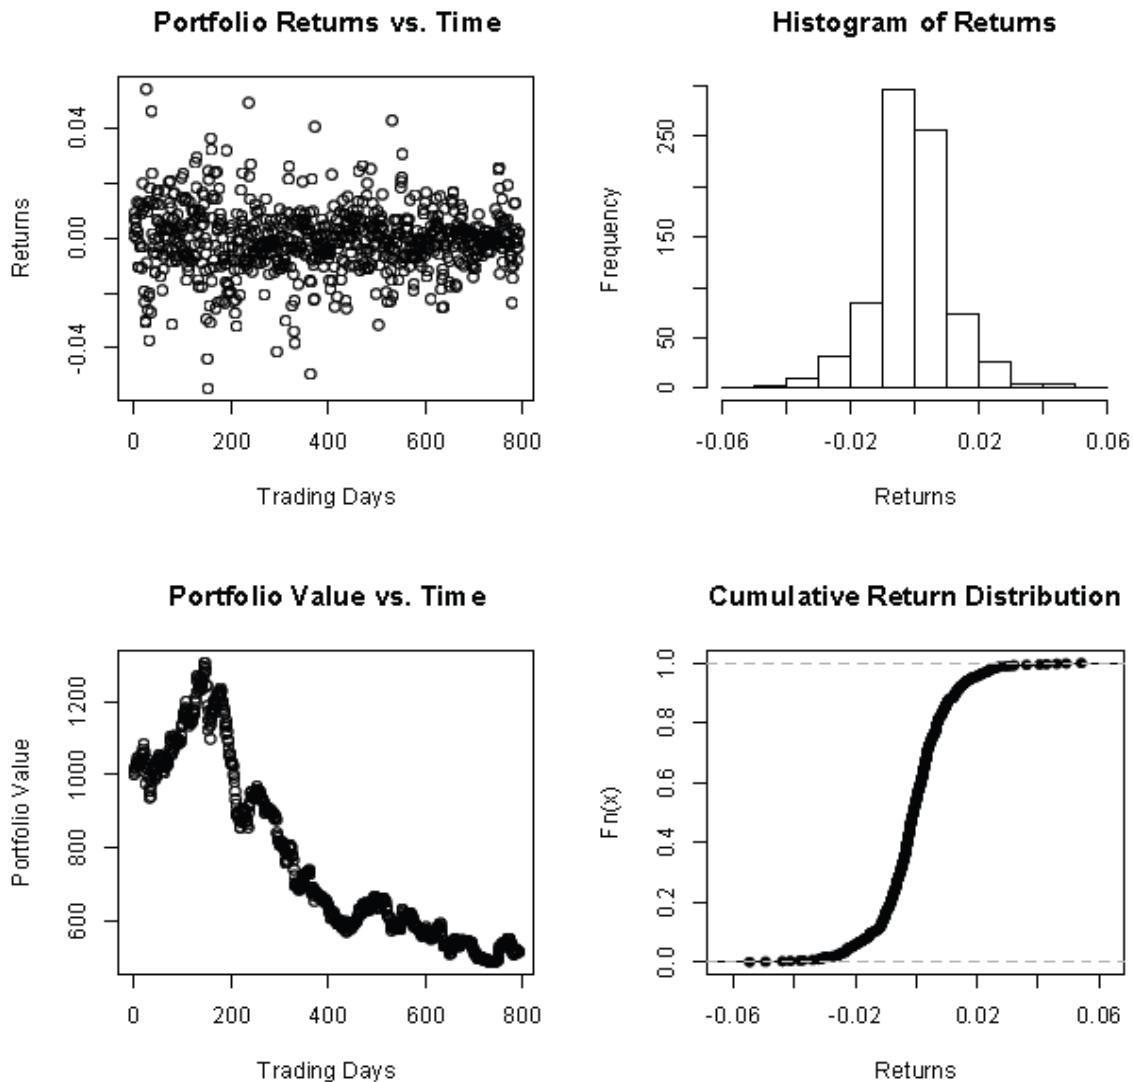 Portfolio Returns vs. Time
Returns
0.04
0.00
-0.04
0 200 400 600 800
Trading Days
Histogram of Returns
Frequency
250
150
50
0
-0.06 -0.02 0.02 0.06
Returns
Portfolio Value vs. Time
Portfolio Value
1200
1000
800
600
0 200 400 600 800
Trading Days
Cumulative Return Distribution
Fn(x)
1.0
0.8
0.6
0.4
0.2
0.0
-0.06 -0.02 0.02 0.06
Returns